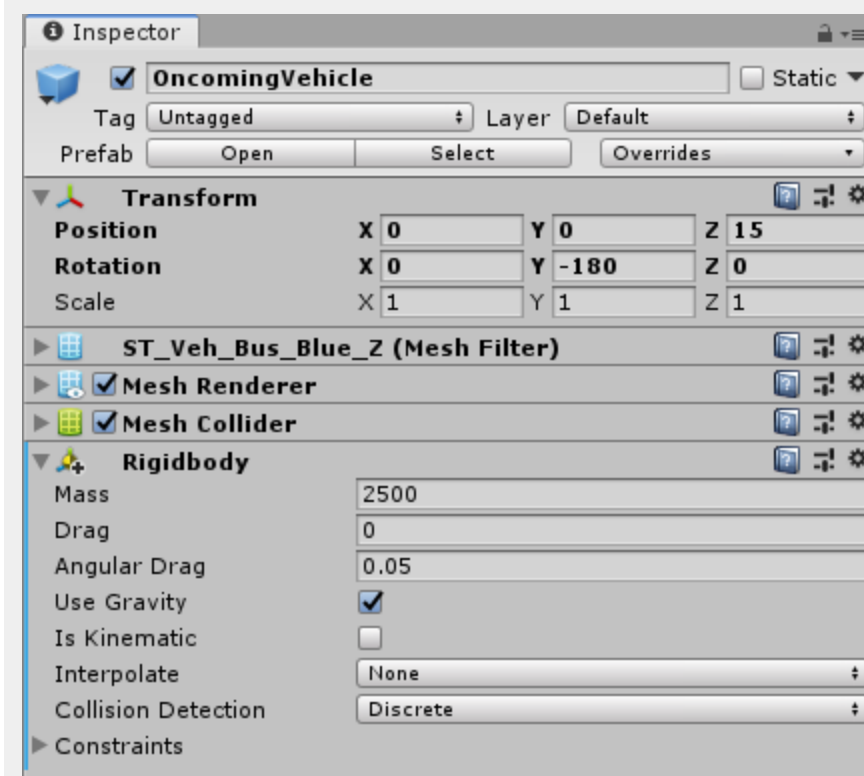 Inspector
OncomingVehicle Static
Tag Untagged Layer Default
Prefab Open Select Overrides
Transform
Position X 0 Y 0 Z 15
Rotation X 0 Y -180 Z 0
Scale X 1 Y 1 Z 1
ST_Veh_Bus_Blue_Z (Mesh Filter)
Mesh Renderer
Mesh Collider
Rigidbody
Mass 2500
Drag 0
Angular Drag 0.05
Use Gravity
Is Kinematic
Interpolate None
Collision Detection Discrete
Constraints